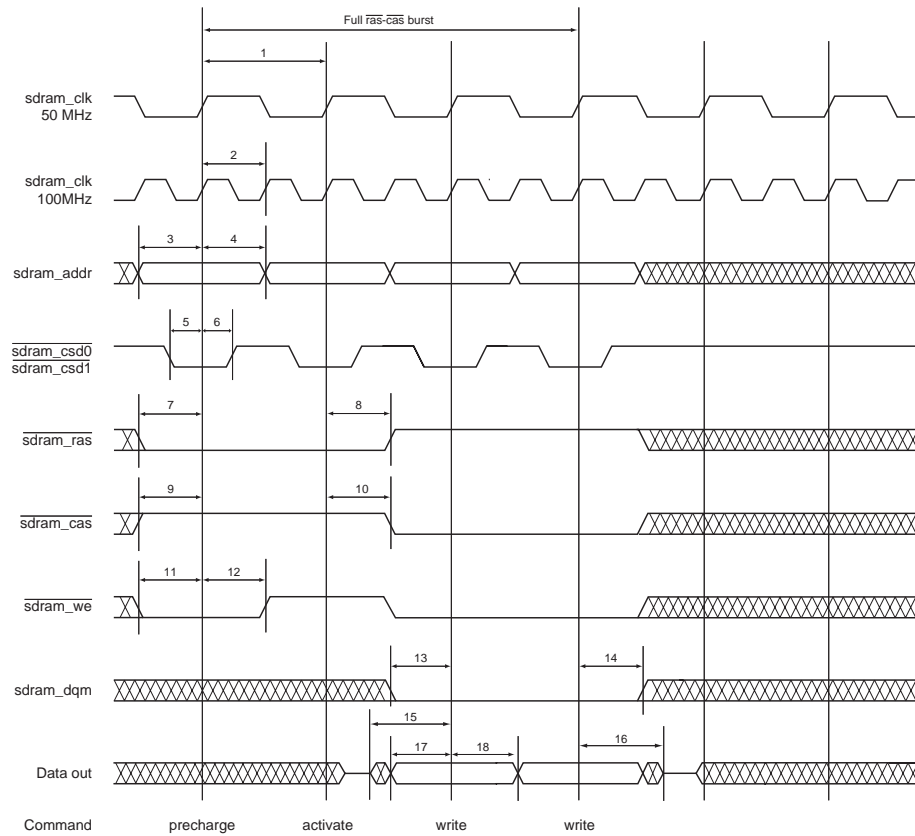 Full ras-cas burst
1
sdram_clk
50 MHz
2
sdram_clk
100MHz
3 4
sdram_addr
5 6
sdram_csd0
sdram_csd1
7 8
sdram_ras
9 10
sdram_cas
11 12
sdram_we
13 14
sdram_dqm
15
16
17 18
Data out
Command precharge activate write write